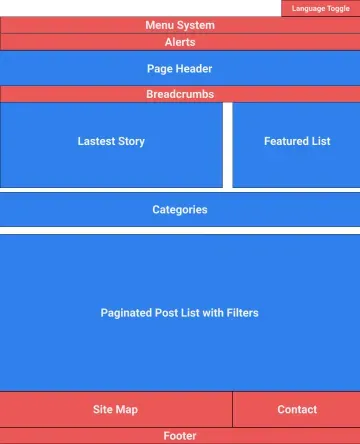 Language Toggle
Menu System
Alerts
Page Header
Breadcrumbs
Lastest Story
Featured List
Categories
Paginated Post List with Filters
Site Map
Contact
Footer